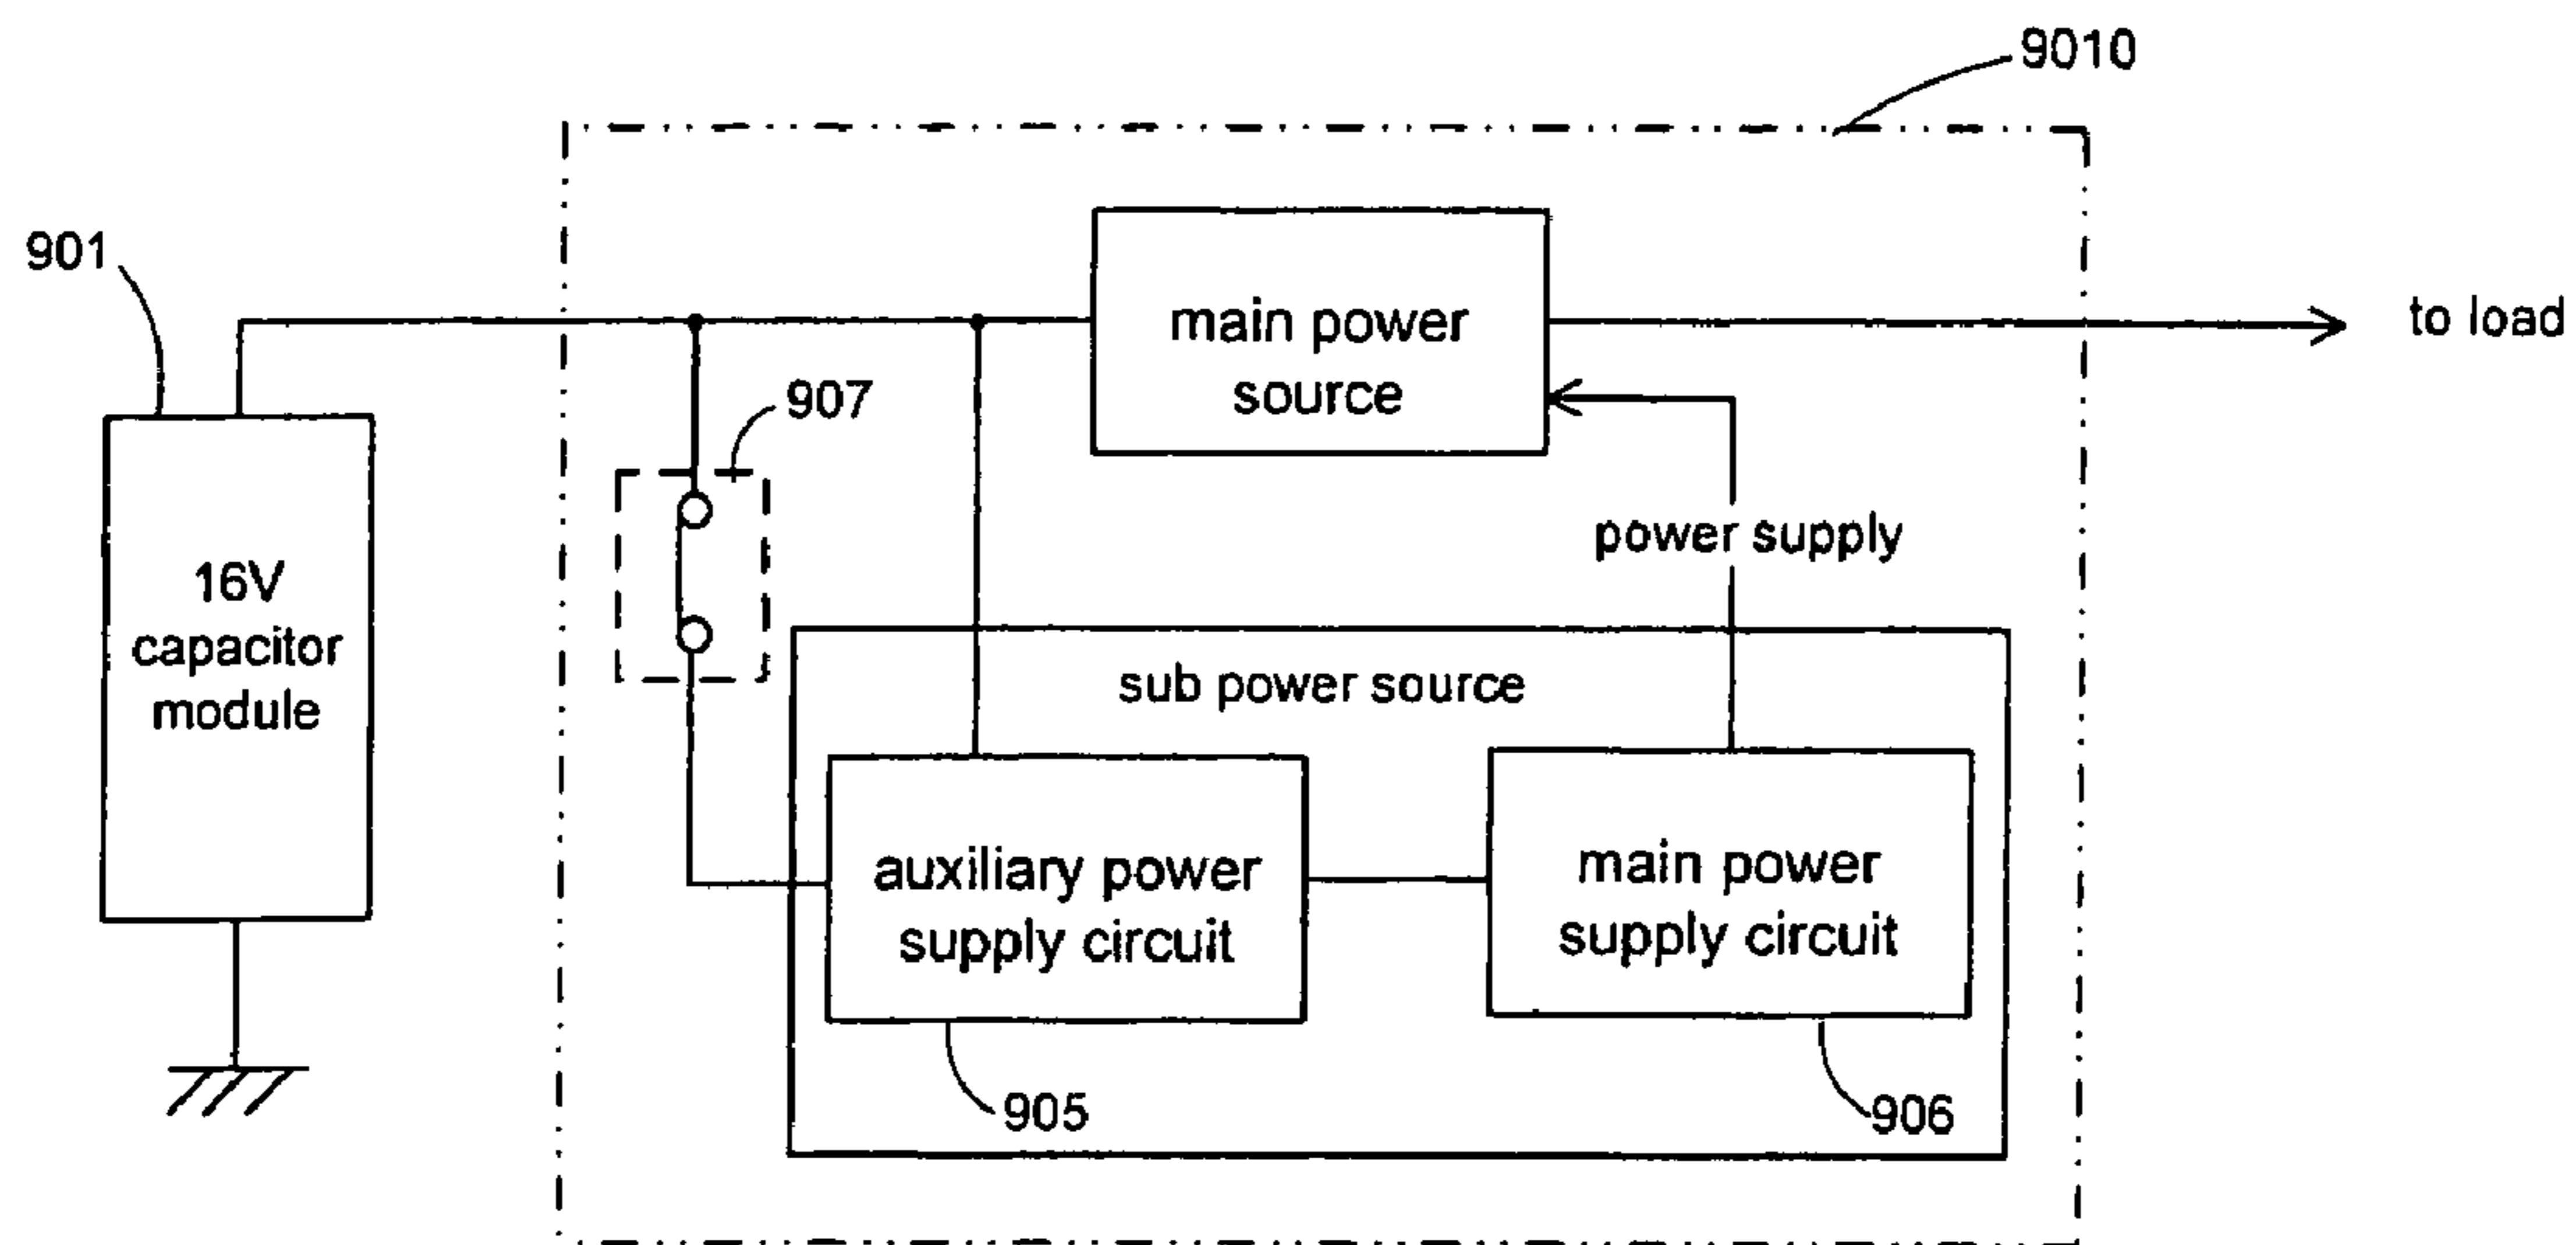 9010
901
main power
source
to load
907
16V
capacitor
module
power supply
sub power source
auxiliary power
supply circuit
main power
supply circuit
905
906